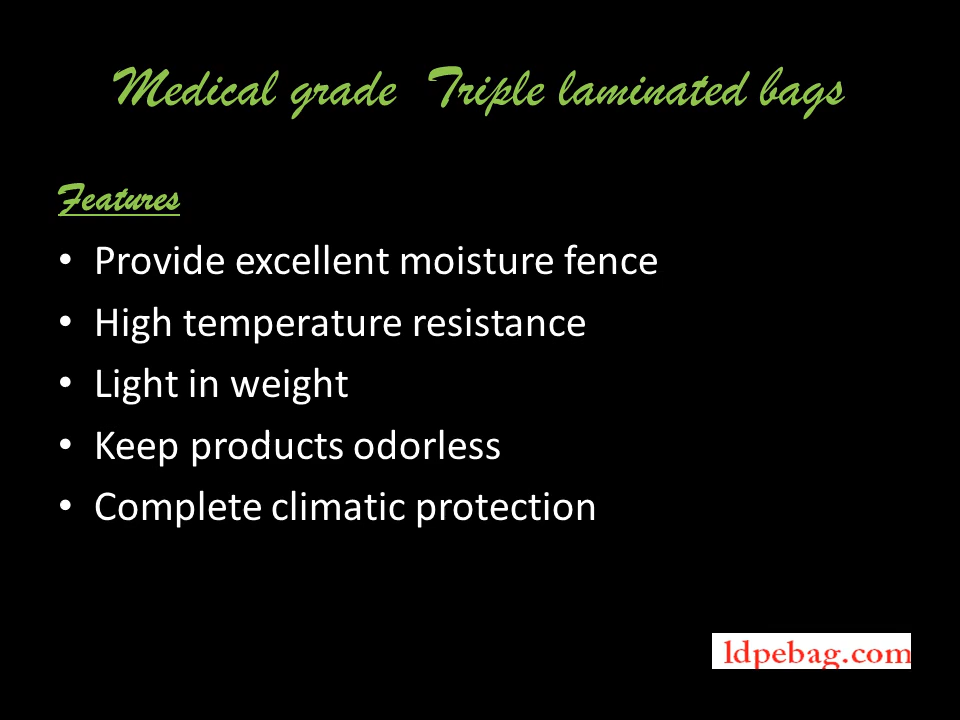 Medical grade Triple laminated bags
Features
• Provide excellent moisture fence
• High temperature resistance
• Light in weight
• Keep products odorless
• Complete climatic protection
ldpebag.com